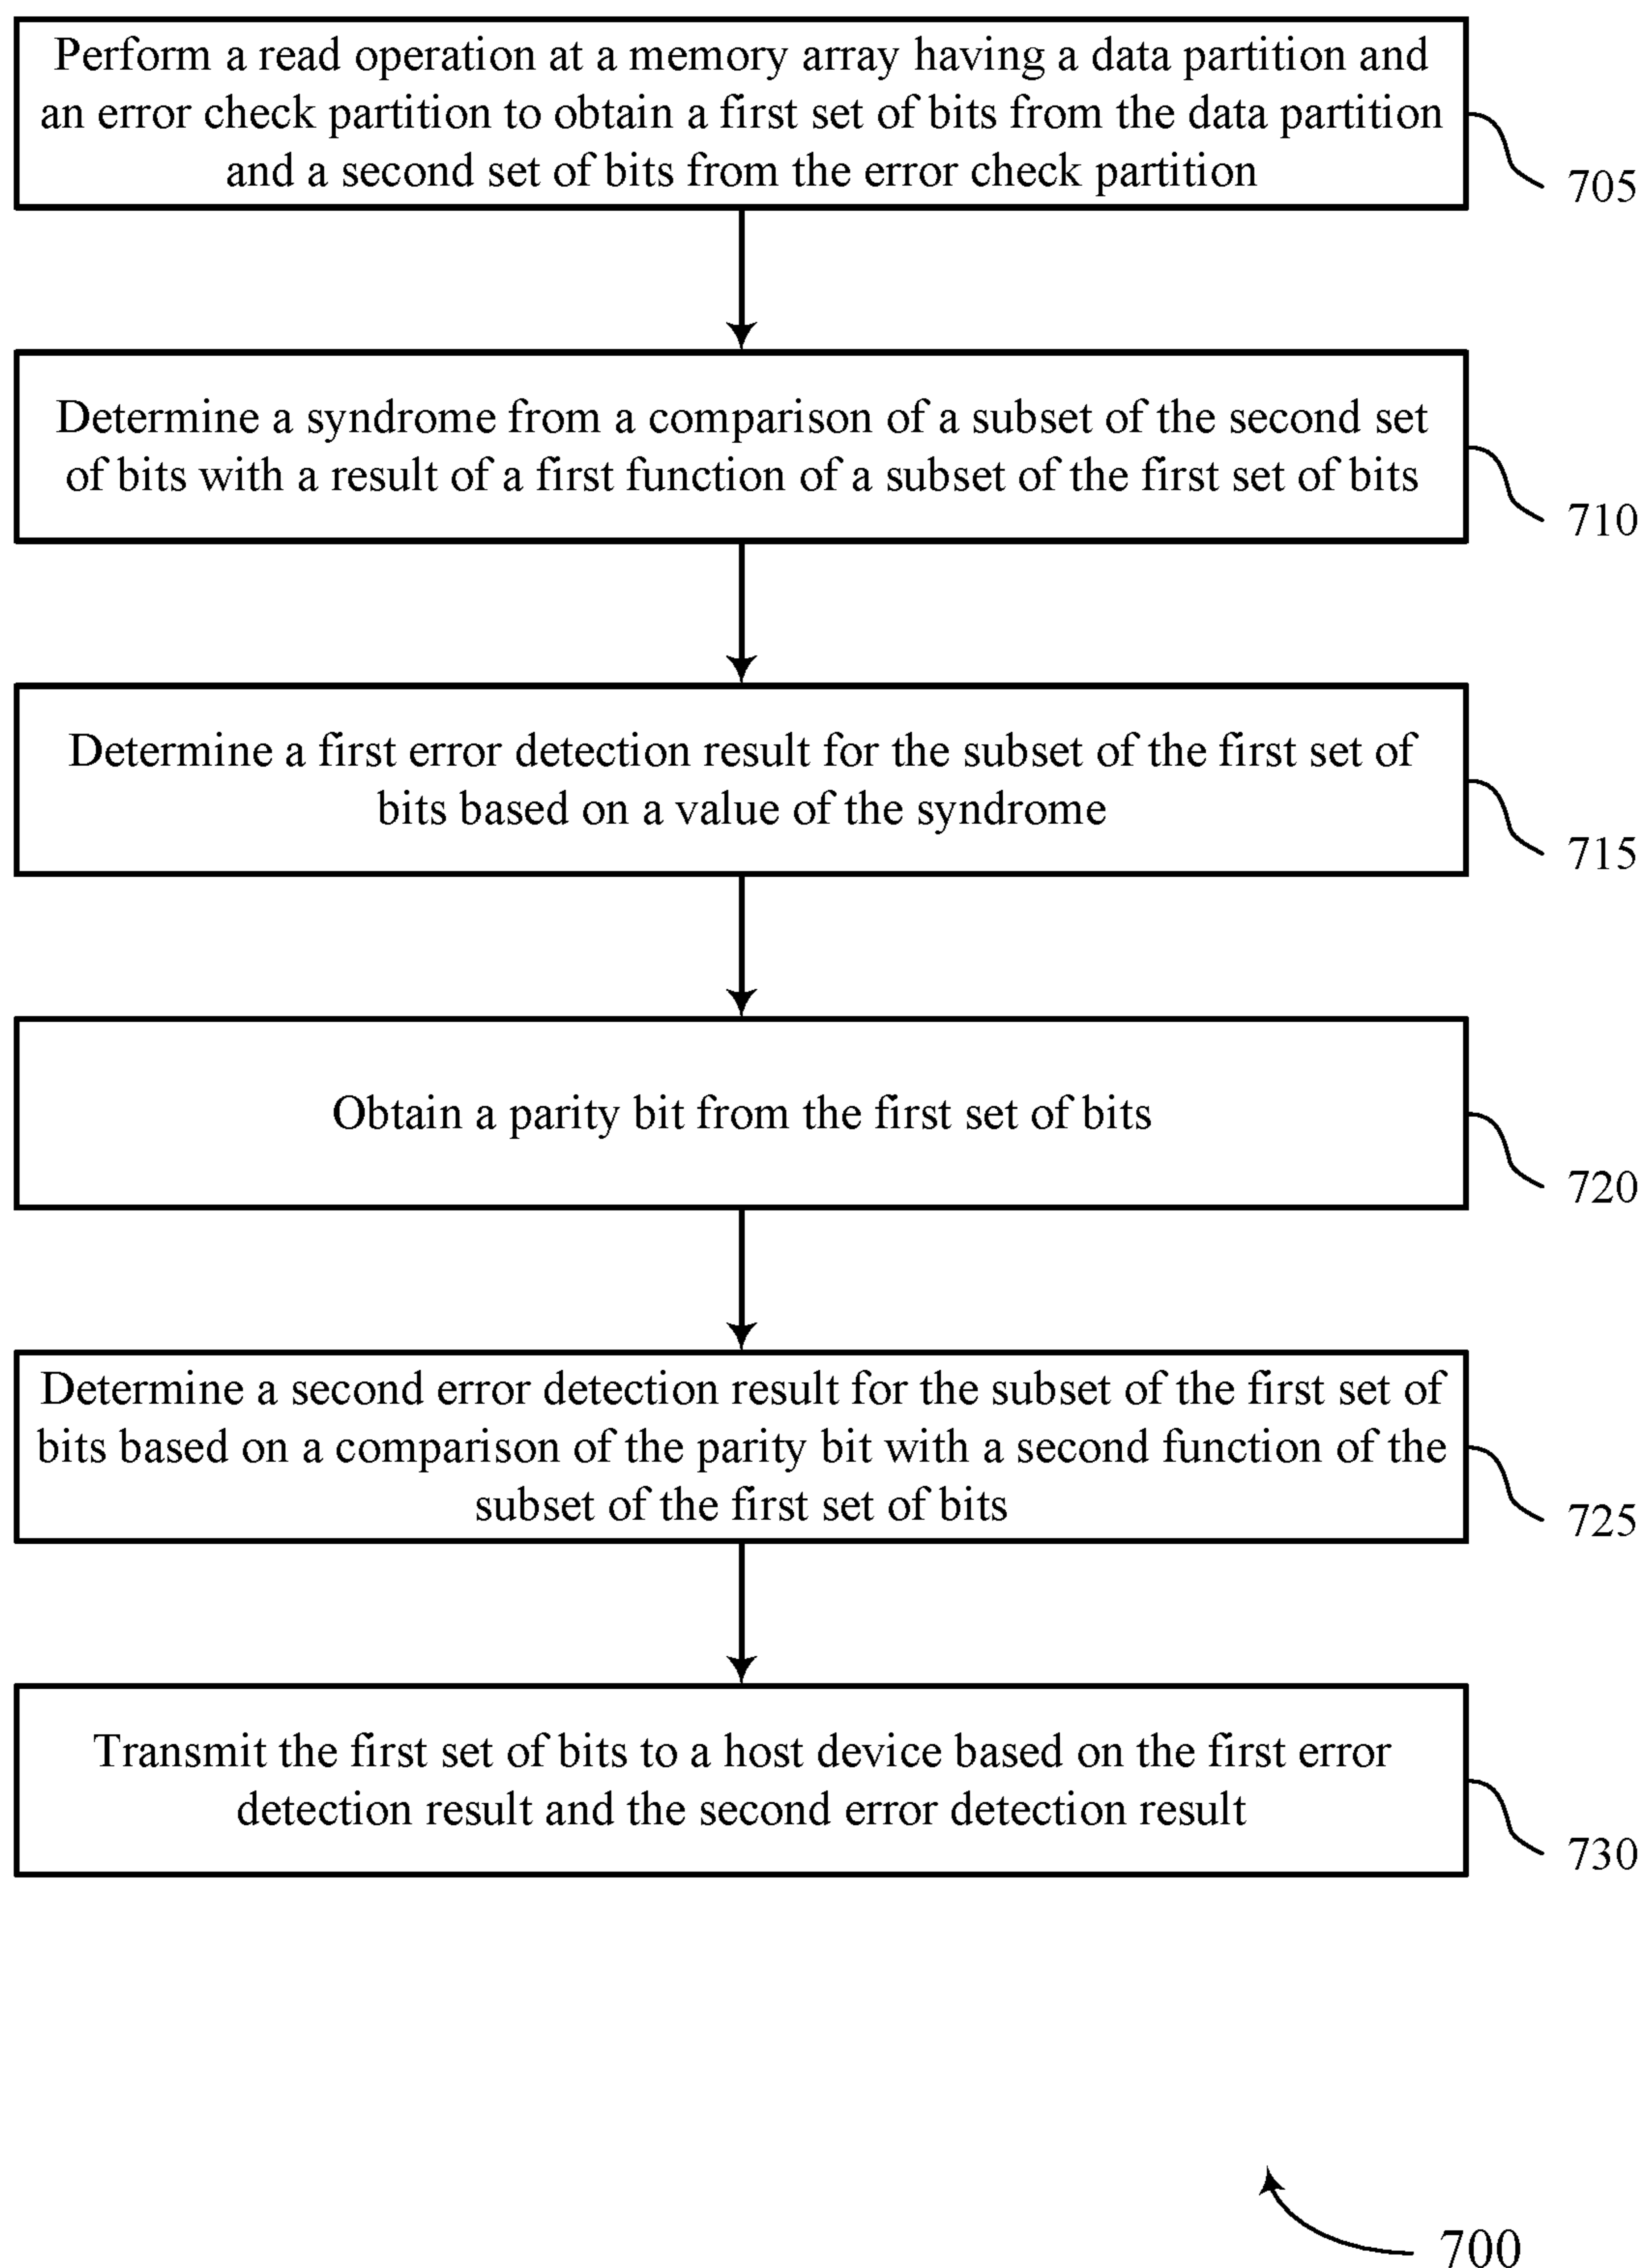 Perform a read operation at a memory array having a data partition and
an error check partition to obtain a first set of bits from the data partition
and a second set of bits from the error check partition
705
Determine a syndrome from a comparison of a subset of the second set
of bits with a result of a first function of a subset of the first set of bits
710
Determine a first error detection result for the subset of the first set of
bits based on a value of the syndrome
715
Obtain a parity bit from the first set of bits
720
Determine a second error detection result for the subset of the first set of
bits based on a comparison of the parity bit with a second function of the
subset of the first set of bits
725
Transmit the first set of bits to a host device based on the first error
detection result and the second error detection result
730
700